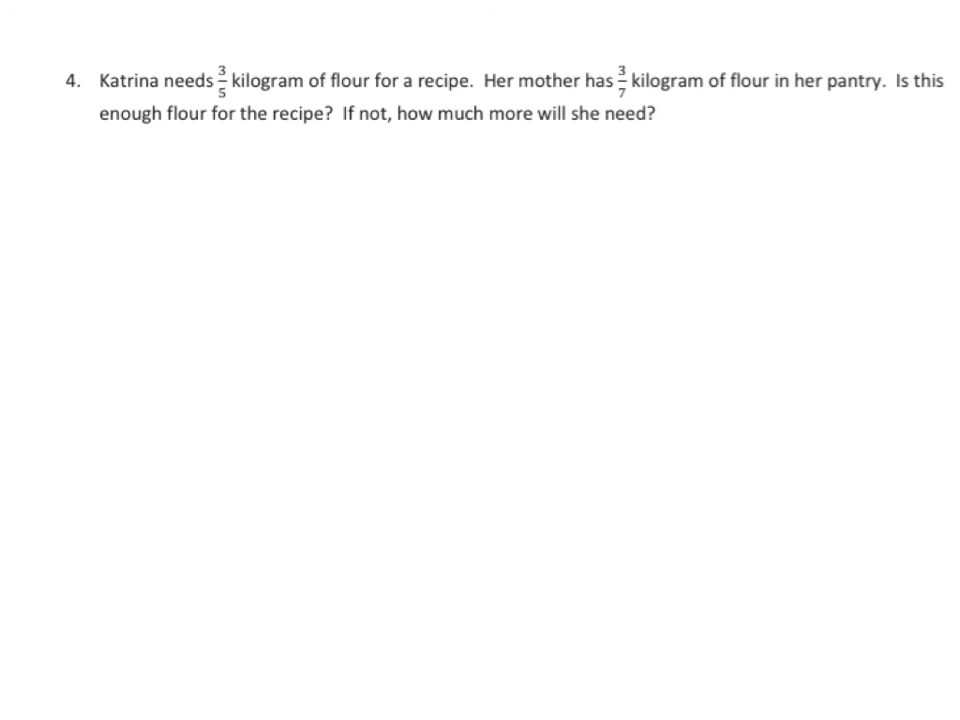 4. Katrina needs 3/5 kilogram of flour for a recipe. Her mother has 3/7 kilogram of flour in her pantry. Is this
enough flour for the recipe? If not, how much more will she need?